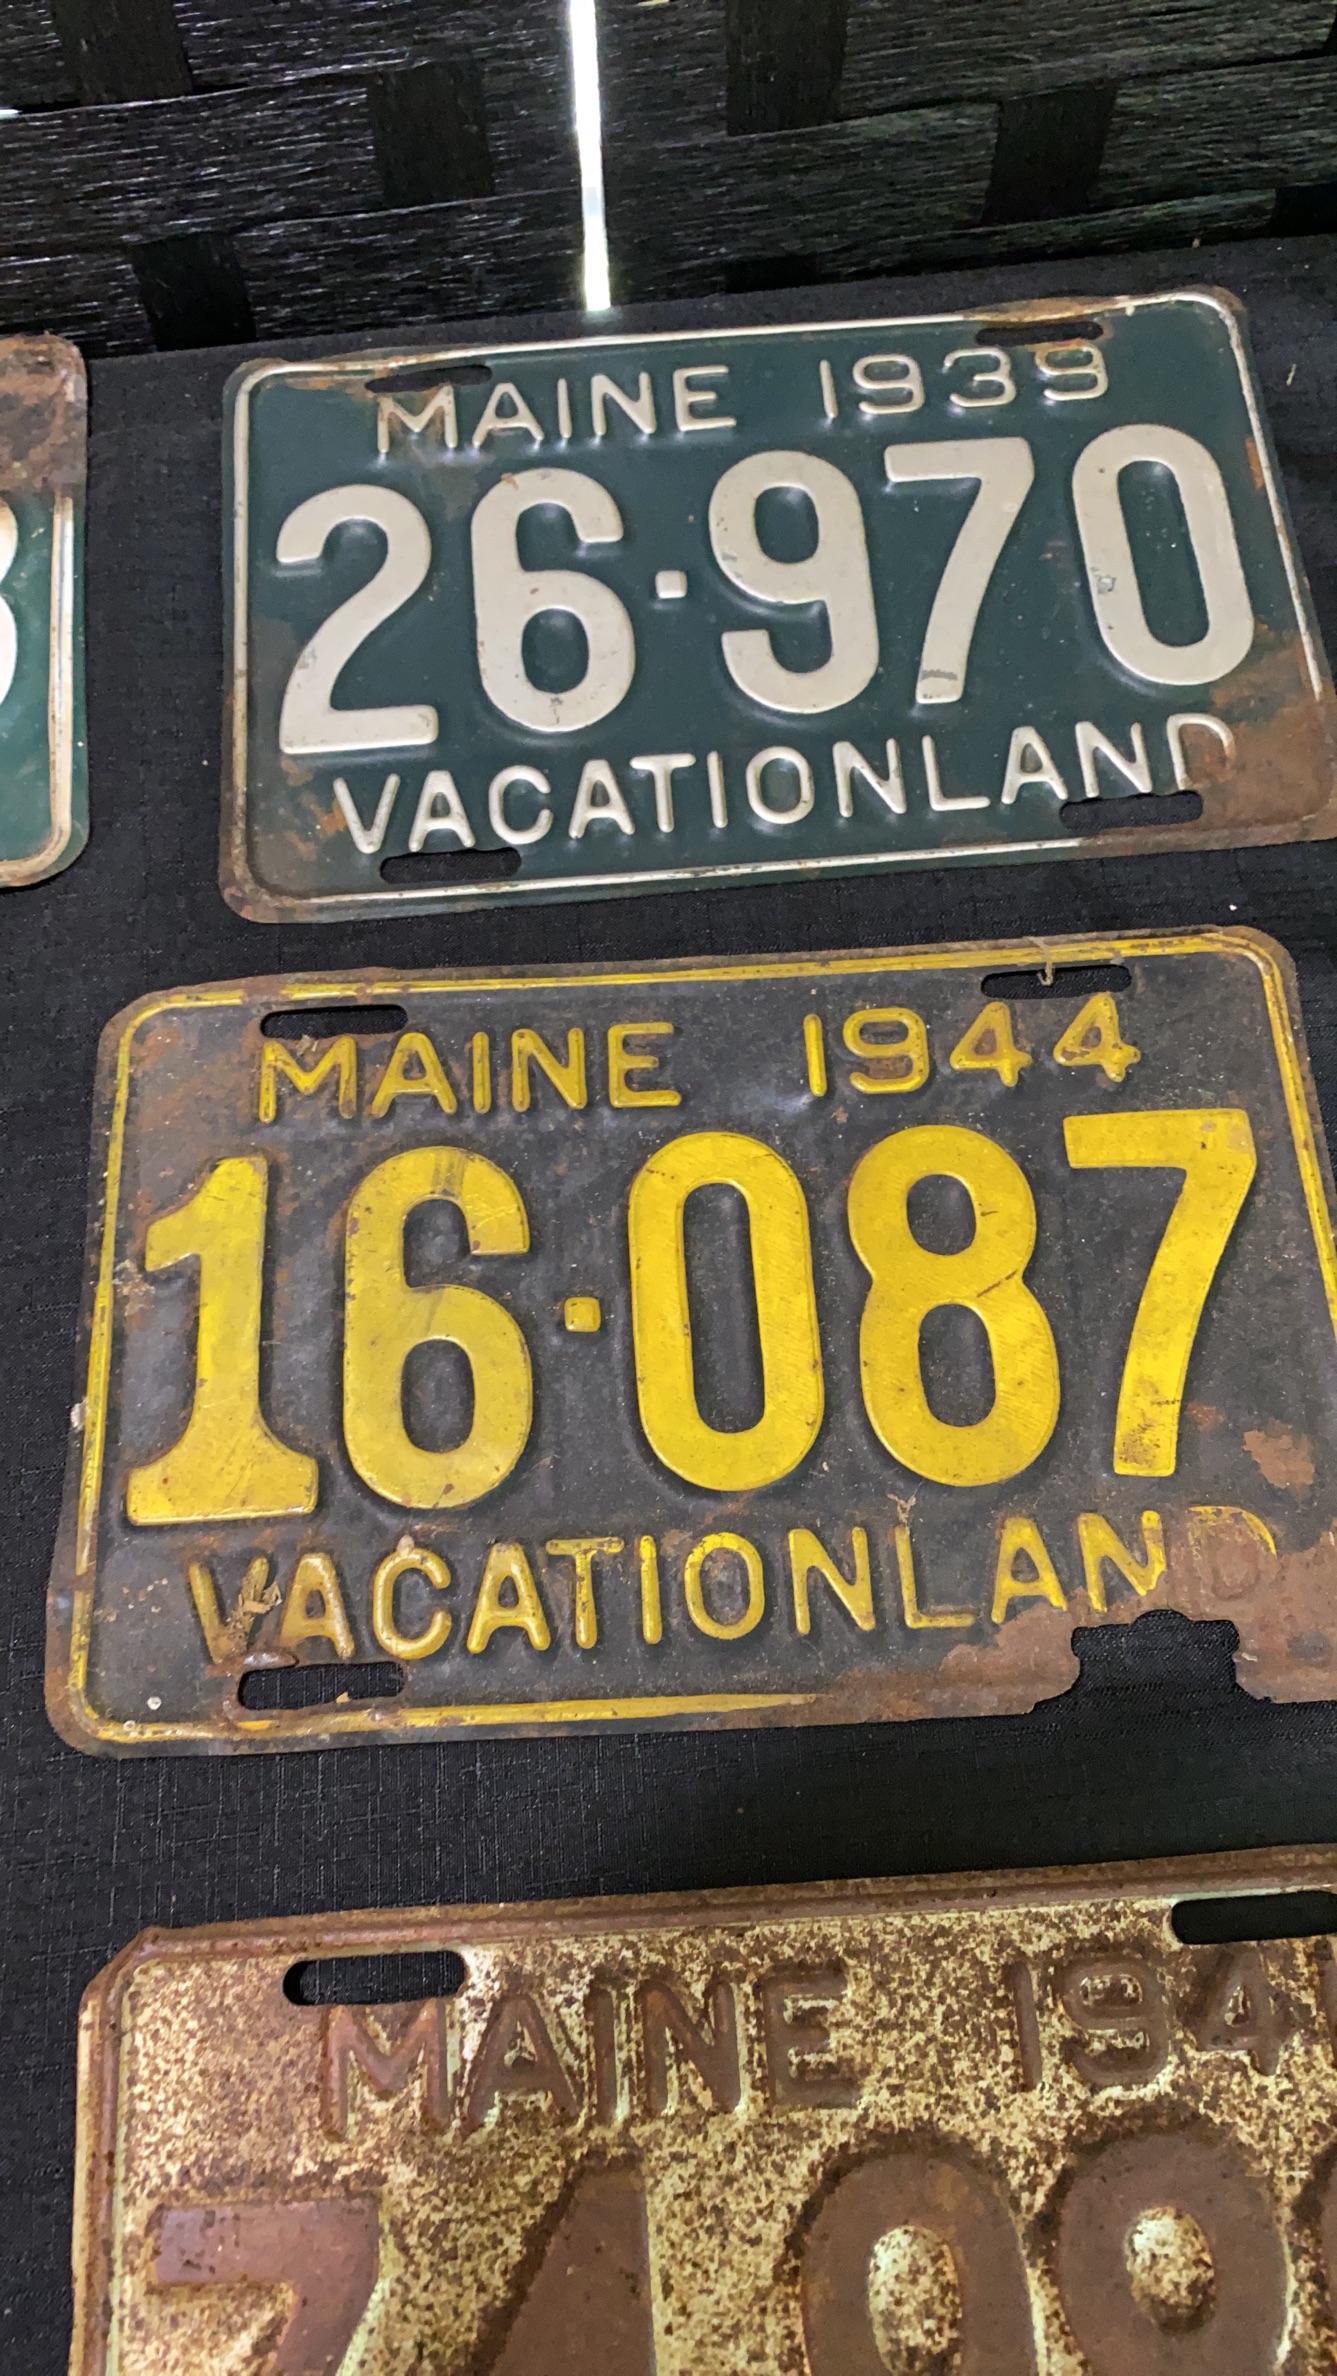 MAINE 1939
26·970
VACATIONLAND
MAINE 1944
16·087
VACATIONLAND
MAINE